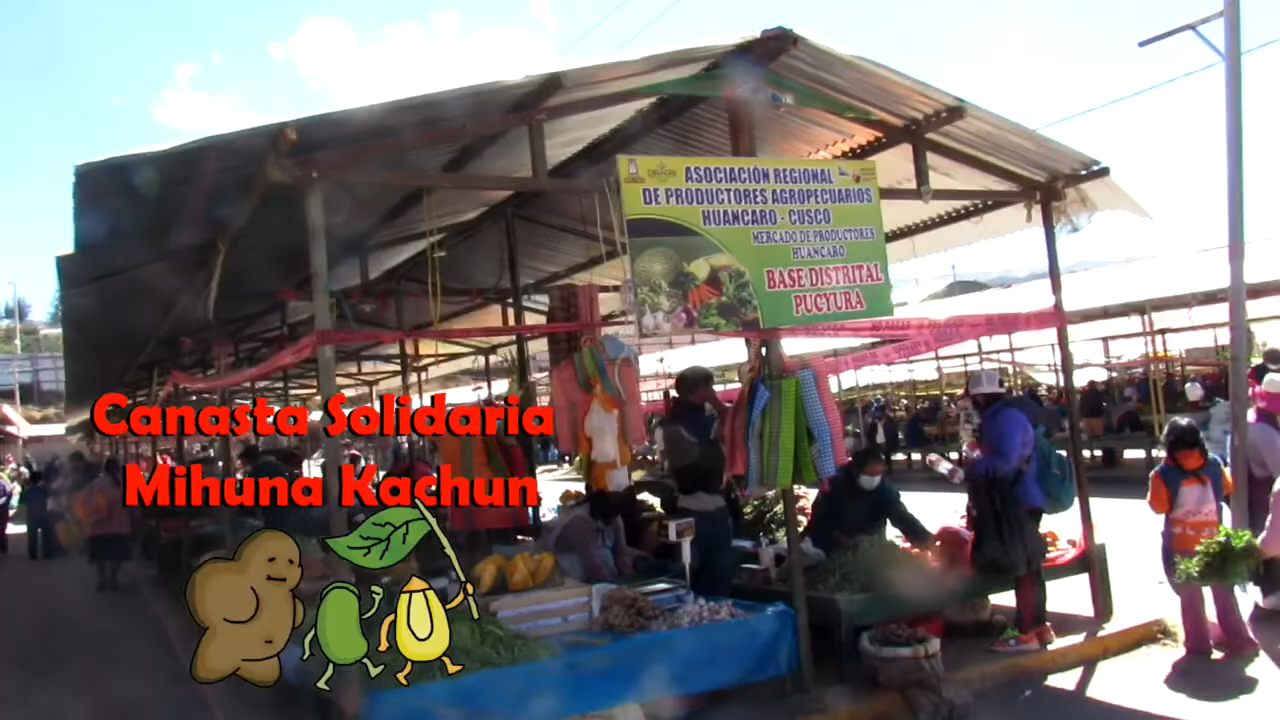 ASOCIACIÓN REGIONAL
DE PRODUCTORES AGROPECUARIOS
HUANCARO - CUSCO
MERCADO DE PRODUCTORES
HUANCARO
BASE DISTRITAL
PUCYURA
Canasta Solidaria
Mihuna Kachun